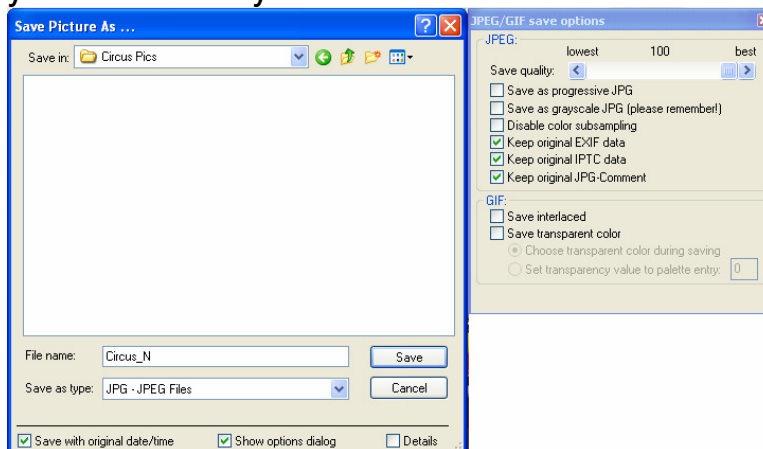 Save Picture As ...
Save in: Circus Pics
File name: Circus_N
Save
Save as type: JPG - JPEG Files
Cancel
Save with original date/time
Show options dialog
Details
JPEG/GIF save options
JPEG:
lowest 100 best
Save quality:
Save as progressive JPG
Save as grayscale JPG (please remember!)
Disable color subsampling
Keep original EXIF data
Keep original IPTC data
Keep original JPG-Comment
GIF:
Save interlaced
Save transparent color
Choose transparent color during saving
Set transparency value to palette entry: 0